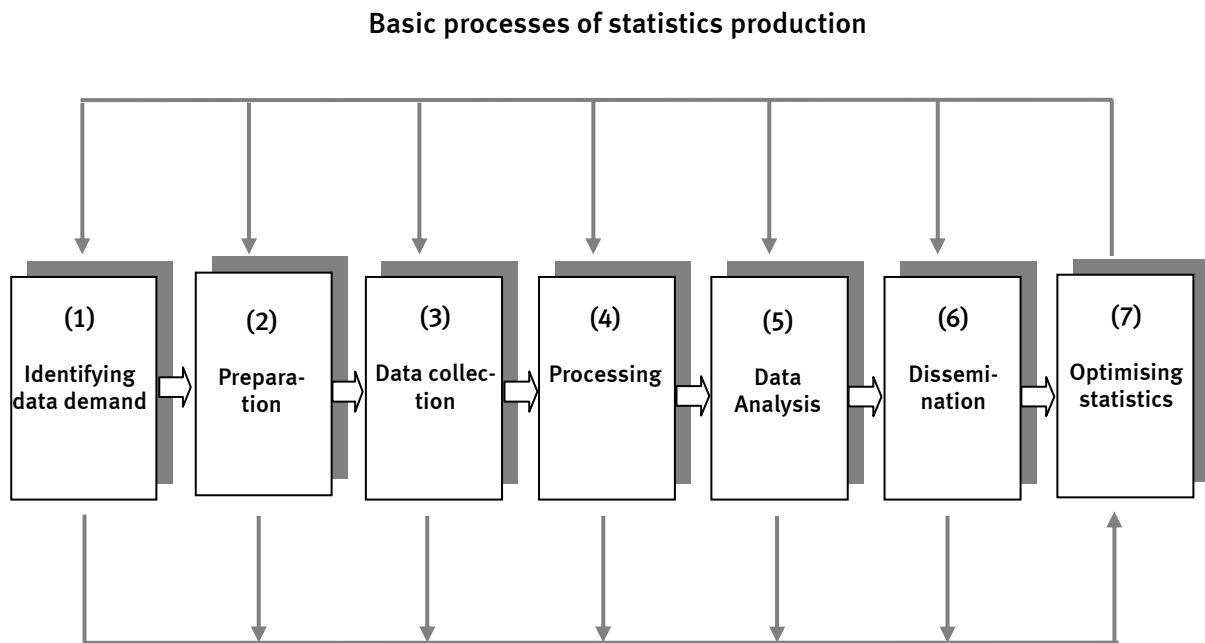 Basic processes of statistics production
(1)
Identifying
data demand
(2)
Prepara-
tion
(3)
Data collec-
tion
(4)
Processing
(5)
Data
Analysis
(6)
Dissemi-
nation
(7)
Optimising
statistics